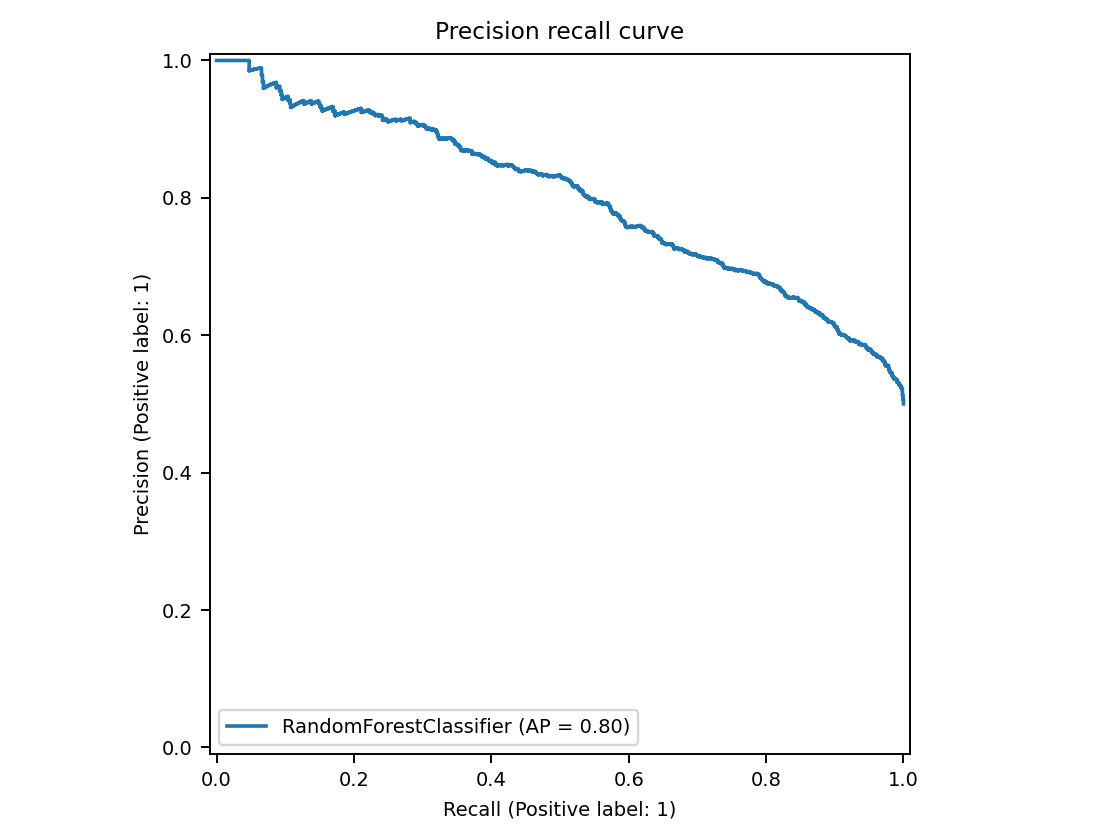 Precision recall curve
1.0
0.8
0.6
0.4
0.2
0.0
Precision (Positive label: 1)
RandomForestClassifier (AP = 0.80)
0.0 0.2 0.4 0.6 0.8 1.0
Recall (Positive label: 1)